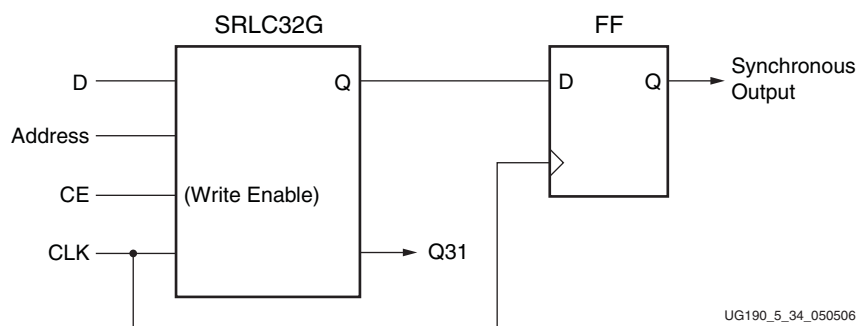 SRLC32G
FF
D
Q
D
Q
Synchronous
Output
Address
CE
(Write Enable)
CLK
Q31
UG190_5_34_050506